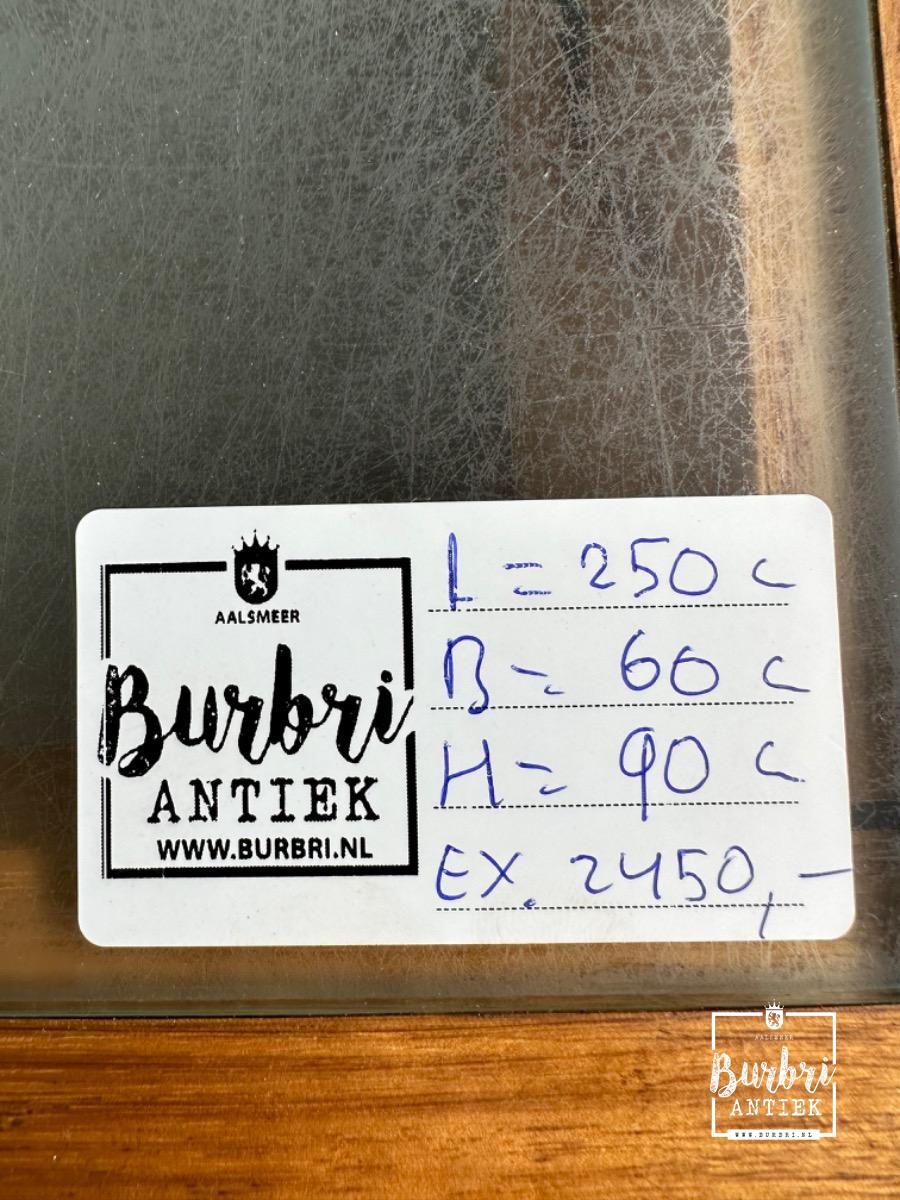 AALSMEER
Burbri
ANTIEK
WWW.BURBRI.NL
L = 250 c
B = 60 c
H = 90 c
EX. 2450,-
AALSMEER
Burbri
ANTIEK
WWW.BURBRI.NL